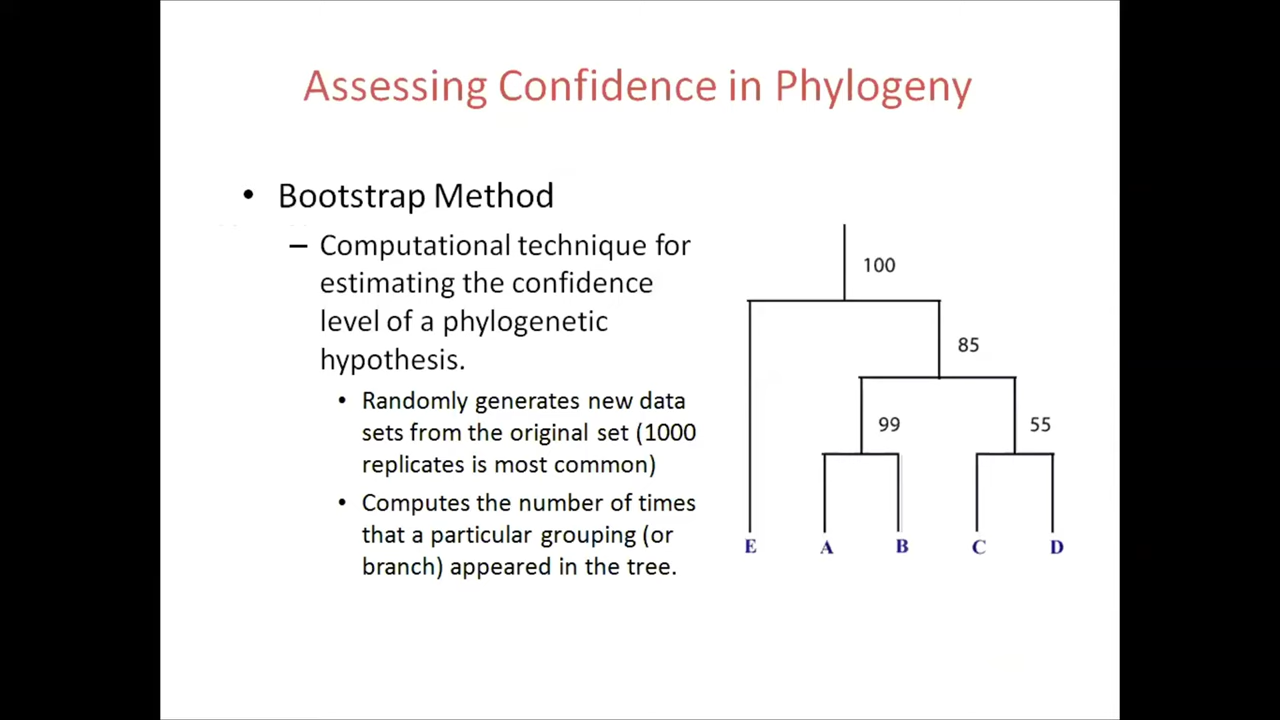 Assessing Confidence in Phylogeny
• Bootstrap Method
– Computational technique for
estimating the confidence
level of a phylogenetic
hypothesis.
• Randomly generates new data
sets from the original set (1000
replicates is most common)
• Computes the number of times
that a particular grouping (or
branch) appeared in the tree.
100
85
99 55
E A B C D